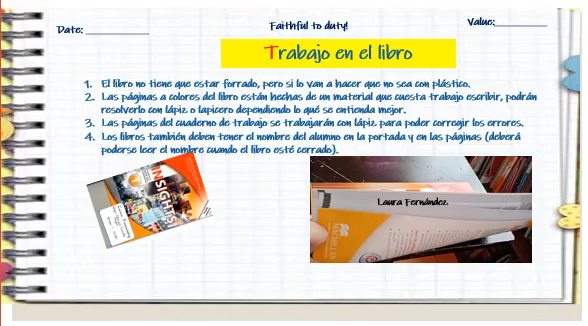 Date: ____________
Faithful to duty!
Value:__________
Trabajo en el libro
1. El libro no tiene que estar forrado, pero si lo van a hacer que no sea con plástico.
2. Las páginas a colores del libro están hechas de un material que cuesta trabajo escribir, podrán
resolverlo con lápiz o lapicero dependiendo lo qué se entienda mejor.
3. Las páginas del cuaderno de trabajo se trabajarán con lápiz para poder corregir los errores.
4. Los libros también deben tener el nombre del alumno en la portada y en las páginas (deberá
poderse leer el nombre cuando el libro esté cerrado).
INSIGHTS
Laura Fernández